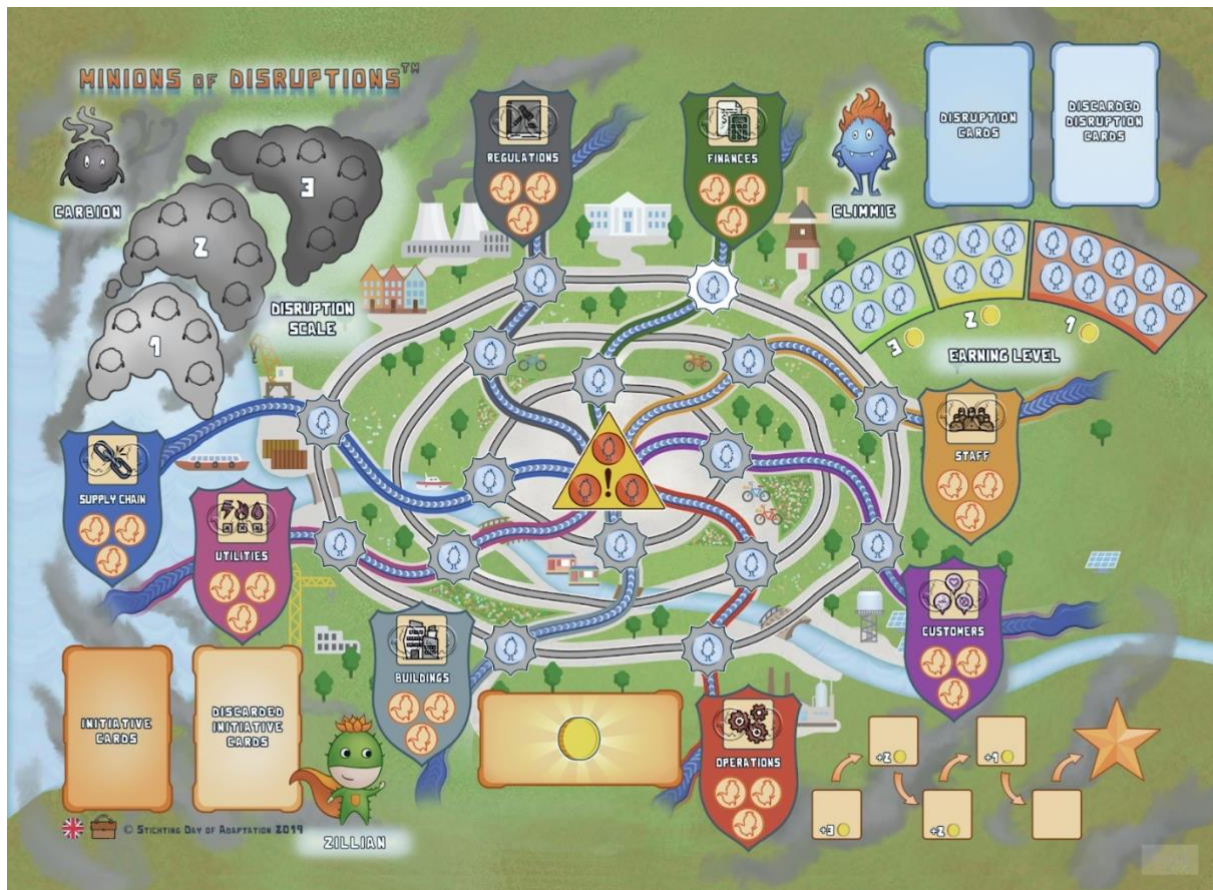 MINIONS OF DISRUPTIONS™
CARBION
3
2
1
DISRUPTION
SCALE
REGULATIONS
FINANCES
CLIMMIE
DISRUPTION
CARDS
DISCARDED
DISRUPTION
CARDS
3
2
1
EARNING LEVEL
STAFF
SUPPLY CHAIN
UTILITIES
!
CUSTOMERS
BUILDINGS
OPERATIONS
INITIATIVE
CARDS
DISCARDED
INITIATIVE
CARDS
ZILLIAN
+3
+2
+2
+1
© STICHTING DAY OF ADAPTATION 2019